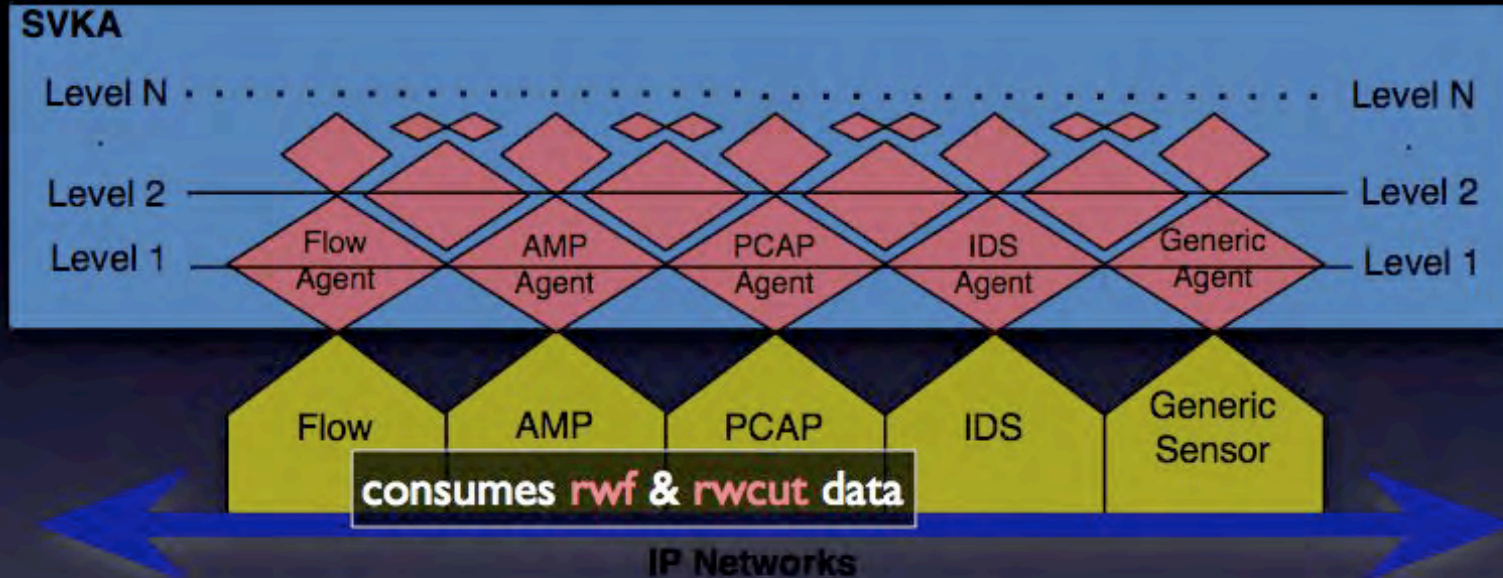 SVKA
Level N
Level N
Level 2
Level 2
Level 1
Level 1
Flow
Agent
AMP
Agent
PCAP
Agent
IDS
Agent
Generic
Agent
Flow
AMP
PCAP
IDS
Generic
Sensor
consumes rwf & rwcut data
IP Networks